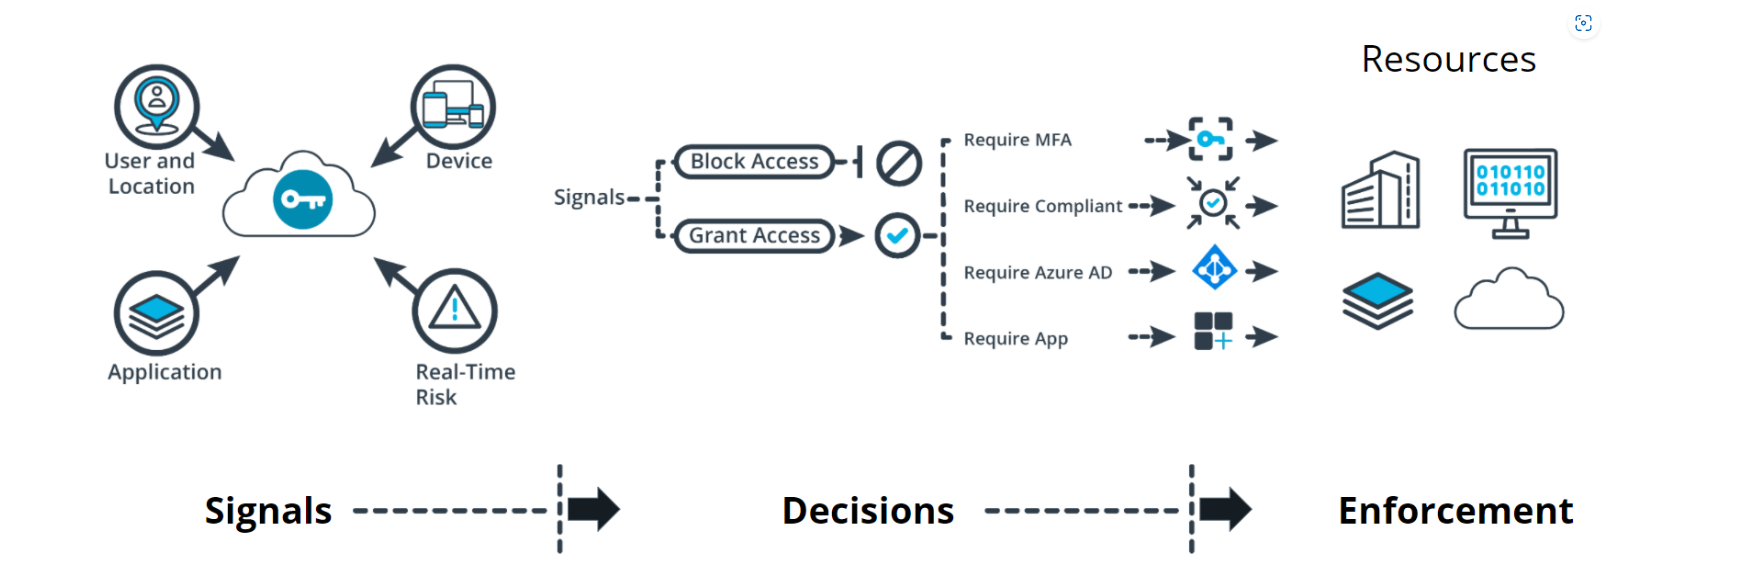 Resources
User and
Location
Device
Application
Real-Time
Risk
Signals
Block Access
Grant Access
Require MFA
Require Compliant
Require Azure AD
Require App
010110
011010
Signals
Decisions
Enforcement